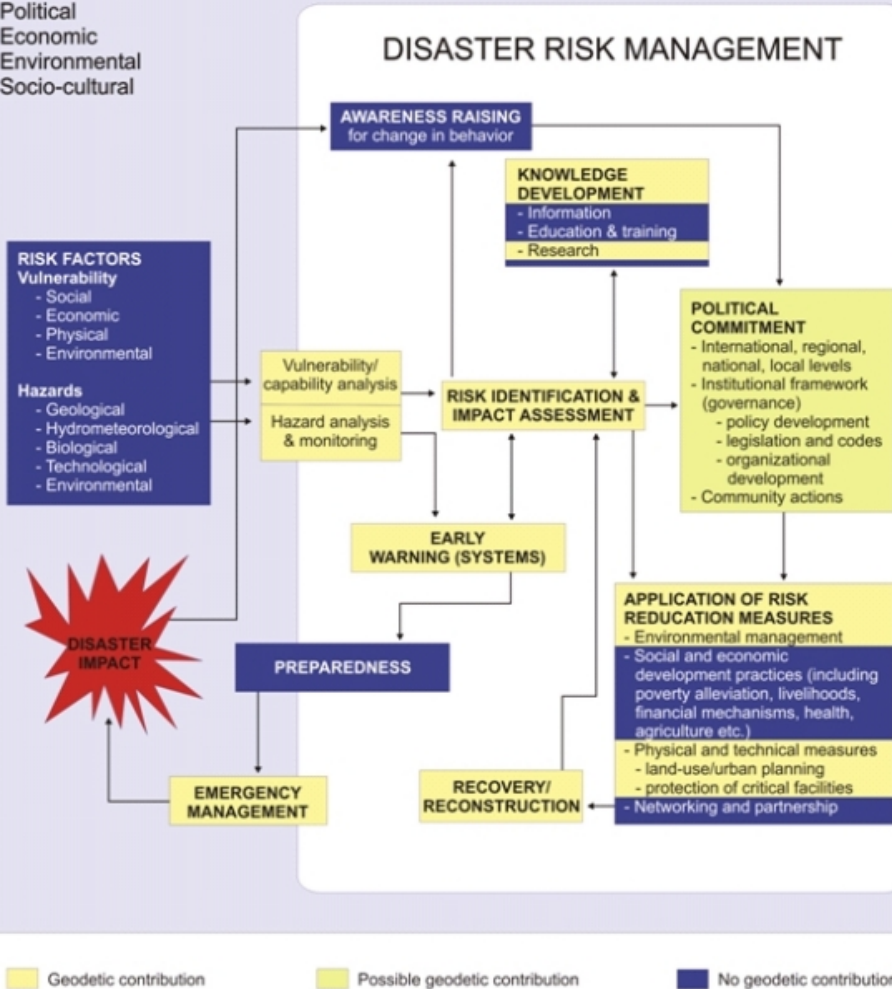 Political
Economic
Environmental
Socio-cultural
DISASTER RISK MANAGEMENT
AWARENESS RAISING
for change in behavior
KNOWLEDGE
DEVELOPMENT
- Information
- Education & training
- Research
RISK FACTORS
Vulnerability
- Social
- Economic
- Physical
- Environmental
Hazards
- Geological
- Hydrometeorological
- Biological
- Technological
- Environmental
Vulnerability/
capability analysis
Hazard analysis
& monitoring
RISK IDENTIFICATION &
IMPACT ASSESSMENT
POLITICAL
COMMITMENT
- International, regional,
national, local levels
- Institutional framework
(governance)
- policy development
- legislation and codes
- organizational
development
- Community actions
EARLY
WARNING (SYSTEMS)
APPLICATION OF RISK
REDUCATION MEASURES
- Environmental management
- Social and economic
development practices (including
poverty alleviation, livelihoods,
financial mechanisms, health,
agriculture etc.)
- Physical and technical measures
- land-use/urban planning
- protection of critical facilities
- Networking and partnership
DISASTER
IMPACT
PREPAREDNESS
EMERGENCY
MANAGEMENT
RECOVERY/
RECONSTRUCTION
Geodetic contribution
Possible geodetic contribution
No geodetic contribution